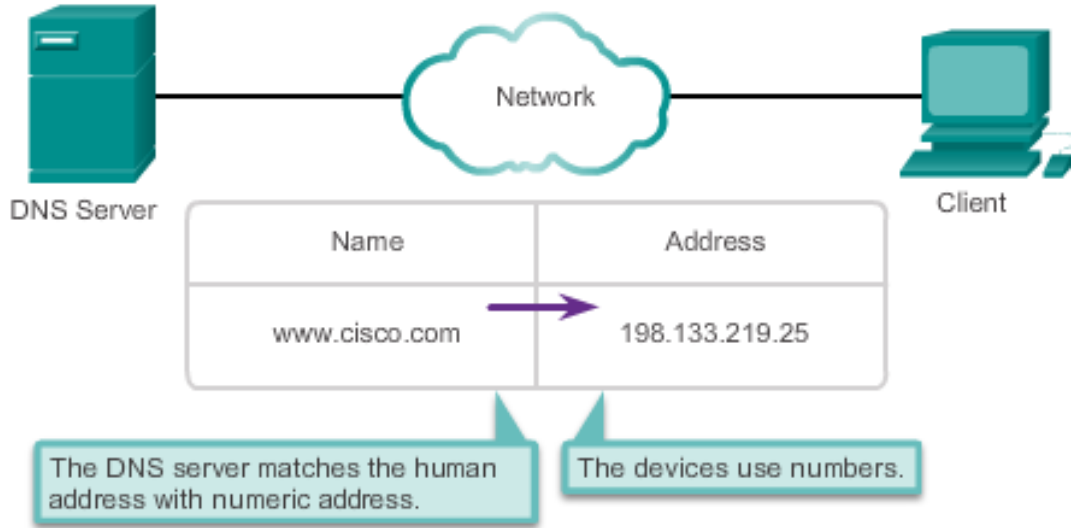 Network
DNS Server
Client
Name
Address
www.cisco.com
198.133.219.25
The DNS server matches the human
address with numeric address.
The devices use numbers.